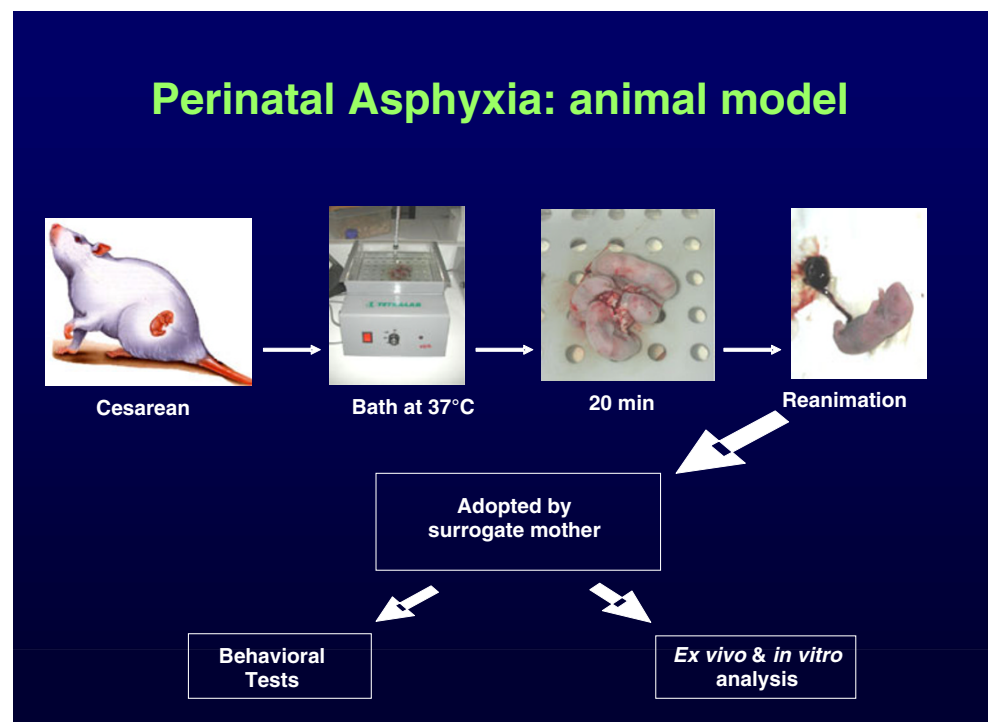 Perinatal Asphyxia: animal model
Cesarean
Bath at 37°C
20 min
Reanimation
Adopted by
surrogate mother
Behavioral
Tests
Ex vivo & in vitro
analysis